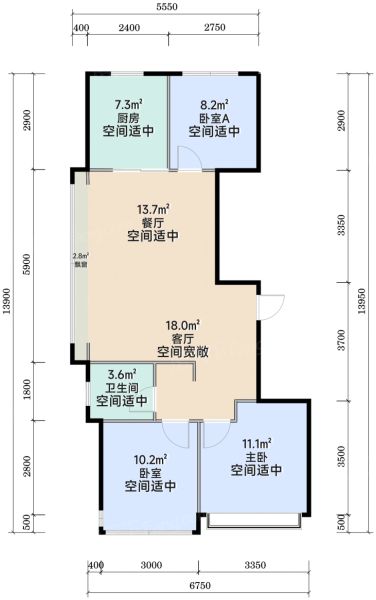 5550
400 2400 2750
7.3㎡
厨房
空间适中
8.2㎡
卧室A
空间适中
2900
2900
13.7㎡
餐厅
空间适中
2.8㎡
飘窗
3350
5900
13900
13950
18.0㎡
客厅
空间宽敞
3700
3.6㎡
卫生间
空间适中
1800
10.2㎡
卧室
空间适中
11.1㎡
主卧
空间适中
2800
3500
500
500
400 3000 3350
6750